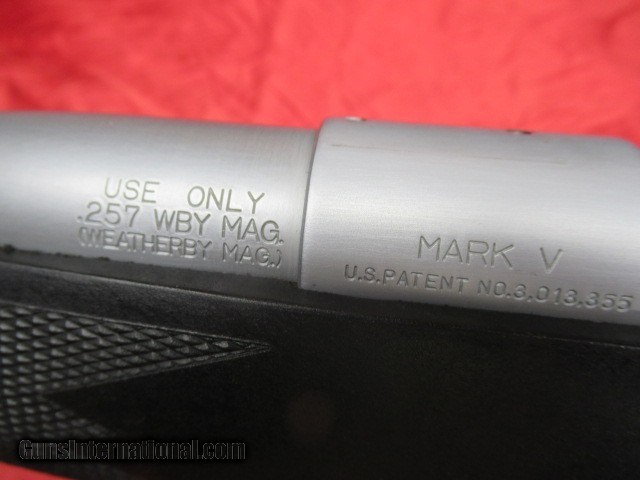 USE ONLY
.257 WBY MAG.
(WEATHERBY MAG.)
MARK V
U.S. PATENT NO. 3,013,355
GunsInternational.com